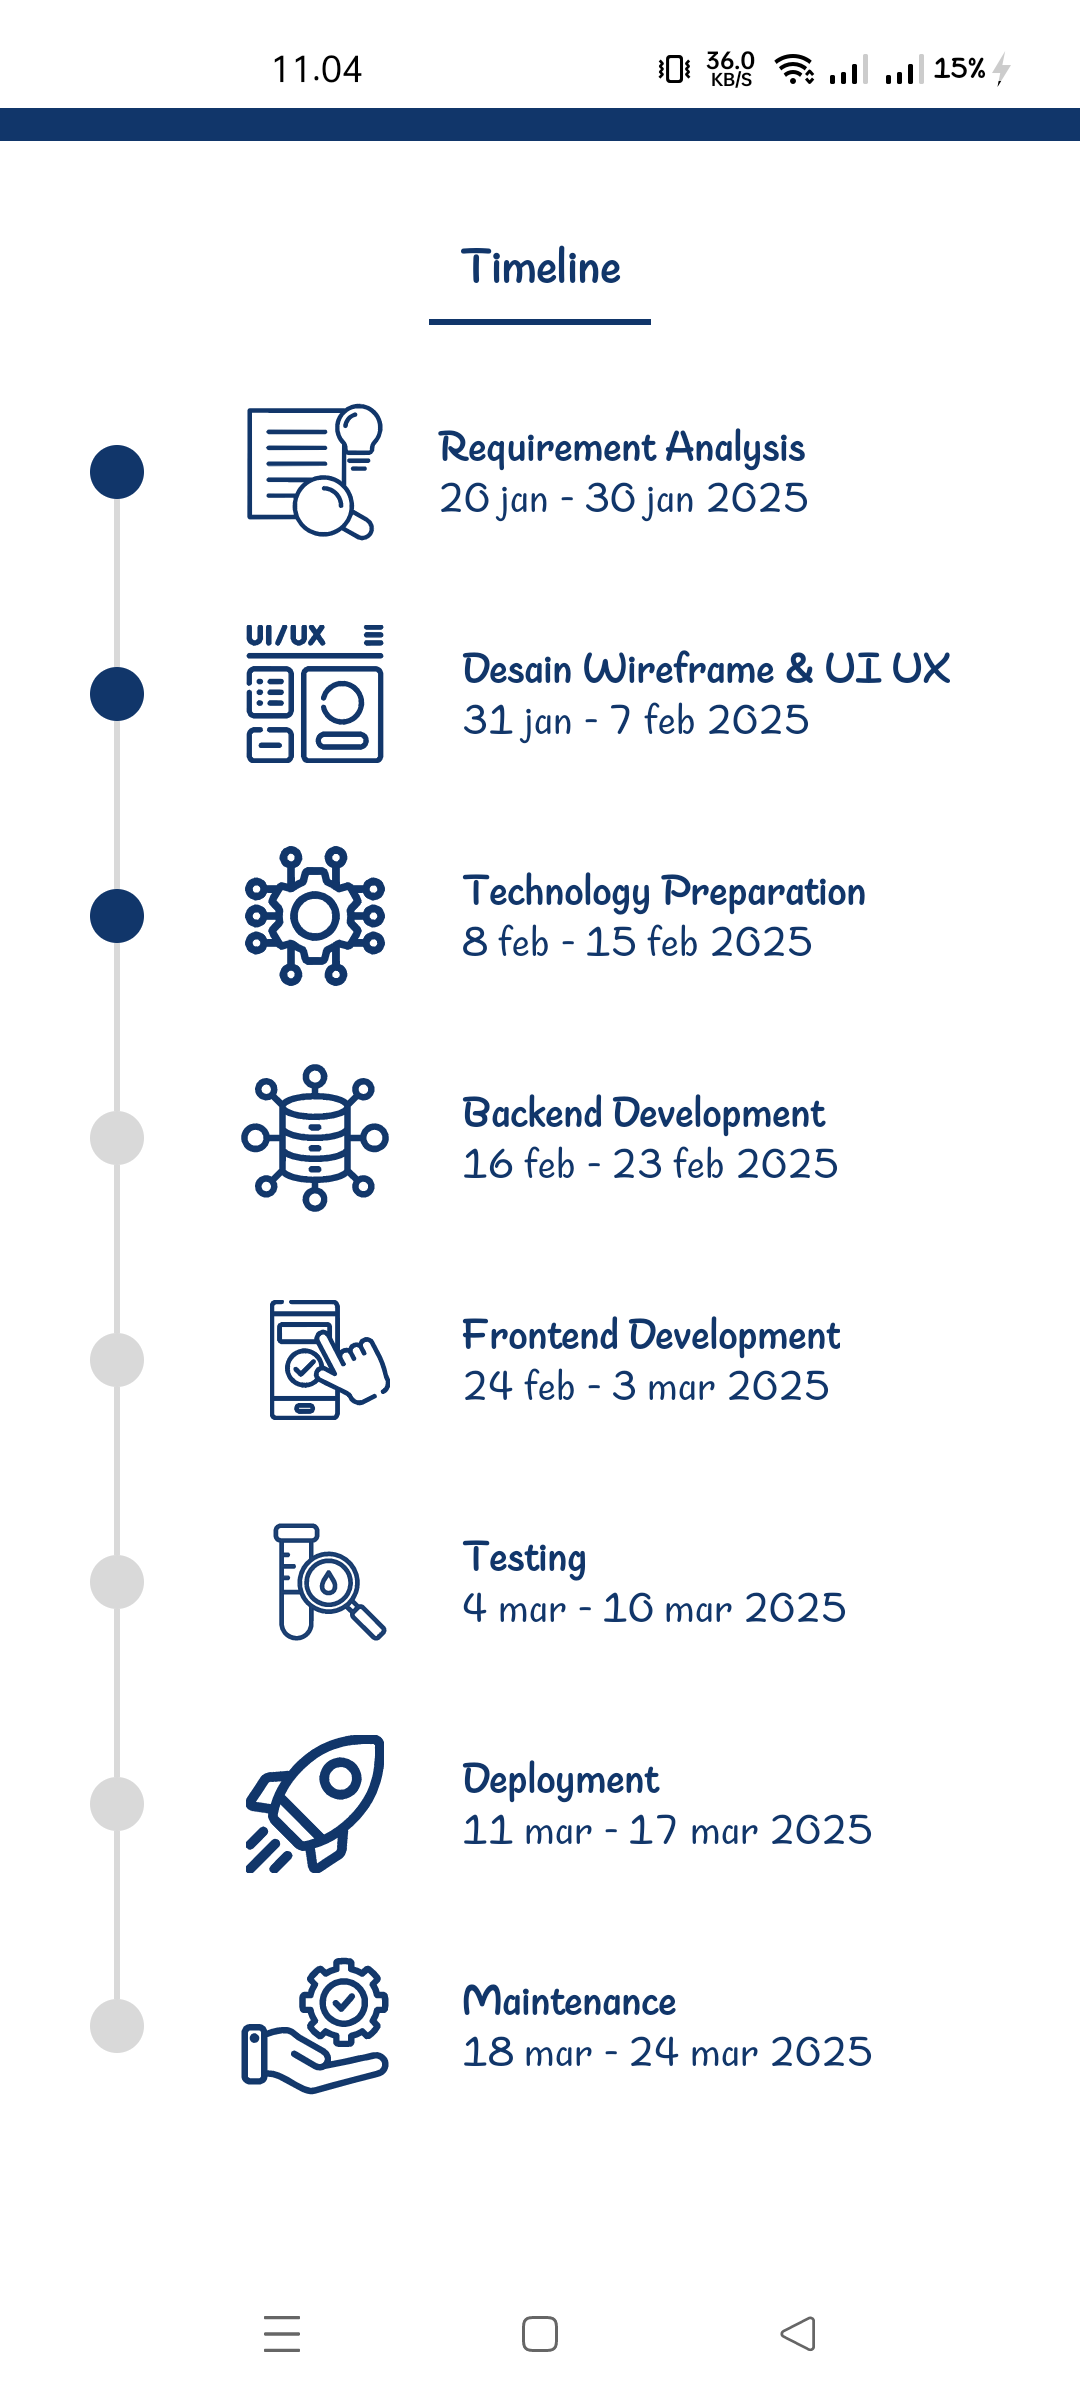 11.04
36.0
KB/S
15%
Timeline
Requirement Analysis
20 jan - 30 jan 2025
UI/UX
Desain Wireframe & UI UX
31 jan - 7 feb 2025
Technology Preparation
8 feb - 15 feb 2025
Backend Development
16 feb - 23 feb 2025
Frontend Development
24 feb - 3 mar 2025
Testing
4 mar - 10 mar 2025
Deployment
11 mar - 17 mar 2025
Maintenance
18 mar - 24 mar 2025